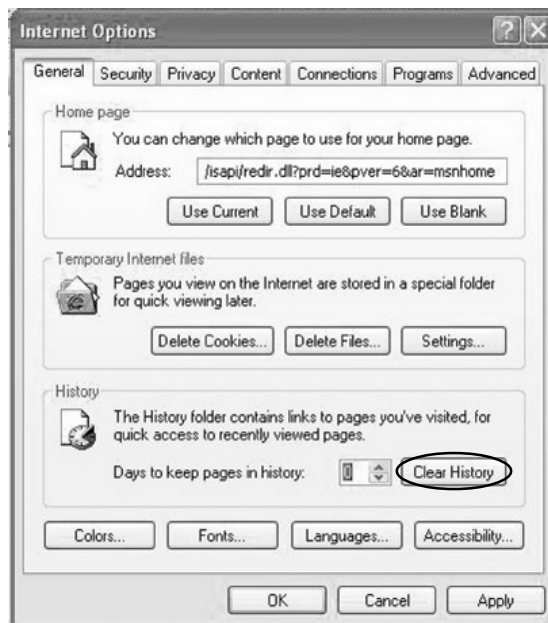 Internet Options
General Security Privacy Content Connections Programs Advanced
Home page
You can change which page to use for your home page.
Address: /isapi/redir.dll?prd=ie&pver=6&ar=msnhome
Use Current Use Default Use Blank
Temporary Internet files
Pages you view on the Internet are stored in a special folder
for quick viewing later.
Delete Cookies... Delete Files... Settings...
History
The History folder contains links to pages you've visited, for
quick access to recently viewed pages.
Days to keep pages in history: 0 Clear History
Colors... Fonts... Languages... Accessibility...
OK Cancel Apply